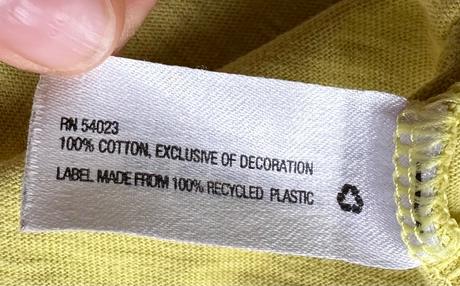 RN 54023
100% COTTON, EXCLUSIVE OF DECORATION
LABEL MADE FROM 100% RECYCLED PLASTIC